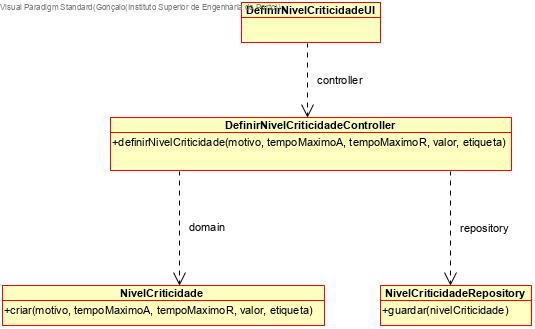 Visual Paradigm Standard(Gonçalo(Instituto Superior de Engenharia do Porto))
DefinirNivelCriticidadeUI
controller
DefinirNivelCriticidadeController
+definirNivelCriticidade(motivo, tempoMaximoA, tempoMaximoR, valor, etiqueta)
domain
repository
NivelCriticidade
+criar(motivo, tempoMaximoA, tempoMaximoR, valor, etiqueta)
NivelCriticidadeRepository
+guardar(nivelCriticidade)